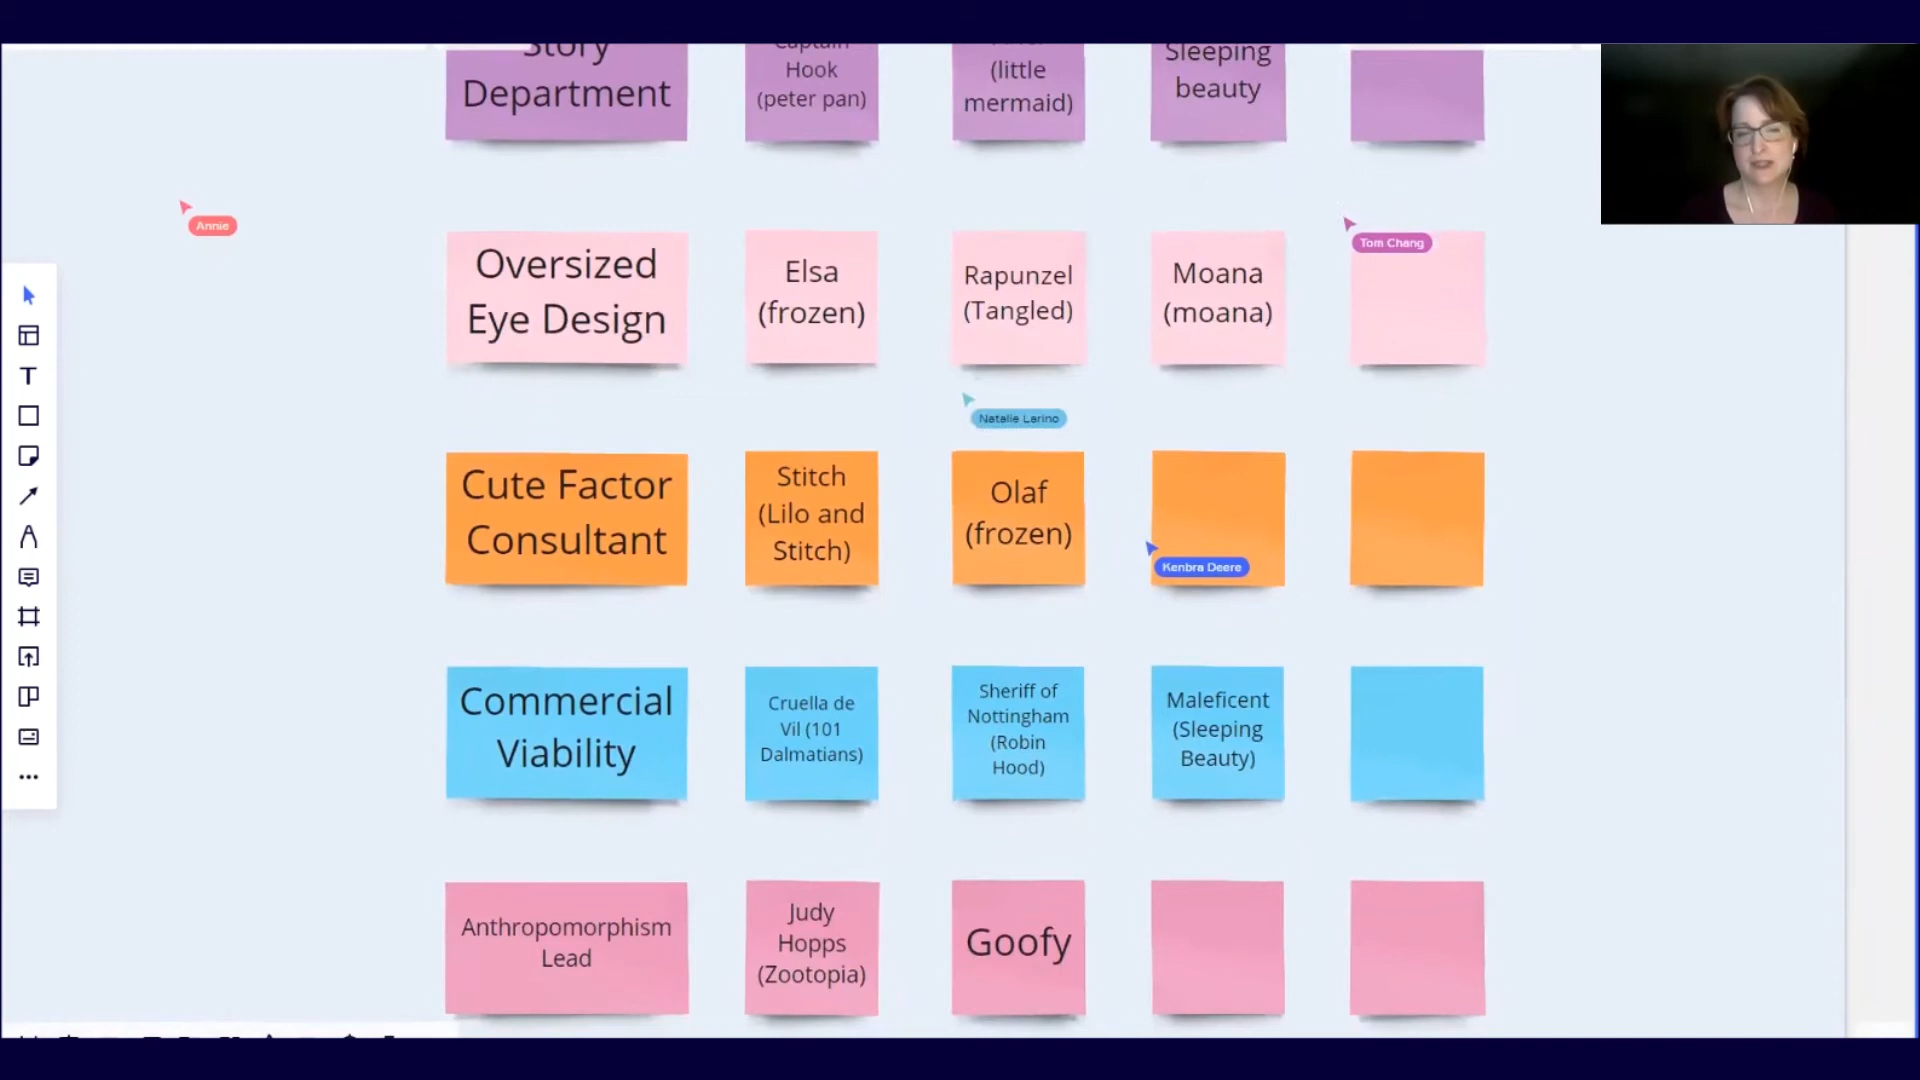 Story
Department
Captain
Hook
(peter pan)
(little
mermaid)
Sleeping
beauty
Annie
Tom Chang
Oversized
Eye Design
Elsa
(frozen)
Rapunzel
(Tangled)
Moana
(moana)
Natalie Larino
Cute Factor
Consultant
Stitch
(Lilo and
Stitch)
Olaf
(frozen)
Kenbra Deere
Commercial
Viability
Cruella de
Vil (101
Dalmatians)
Sheriff of
Nottingham
(Robin
Hood)
Maleficent
(Sleeping
Beauty)
Anthropomorphism
Lead
Judy
Hopps
(Zootopia)
Goofy